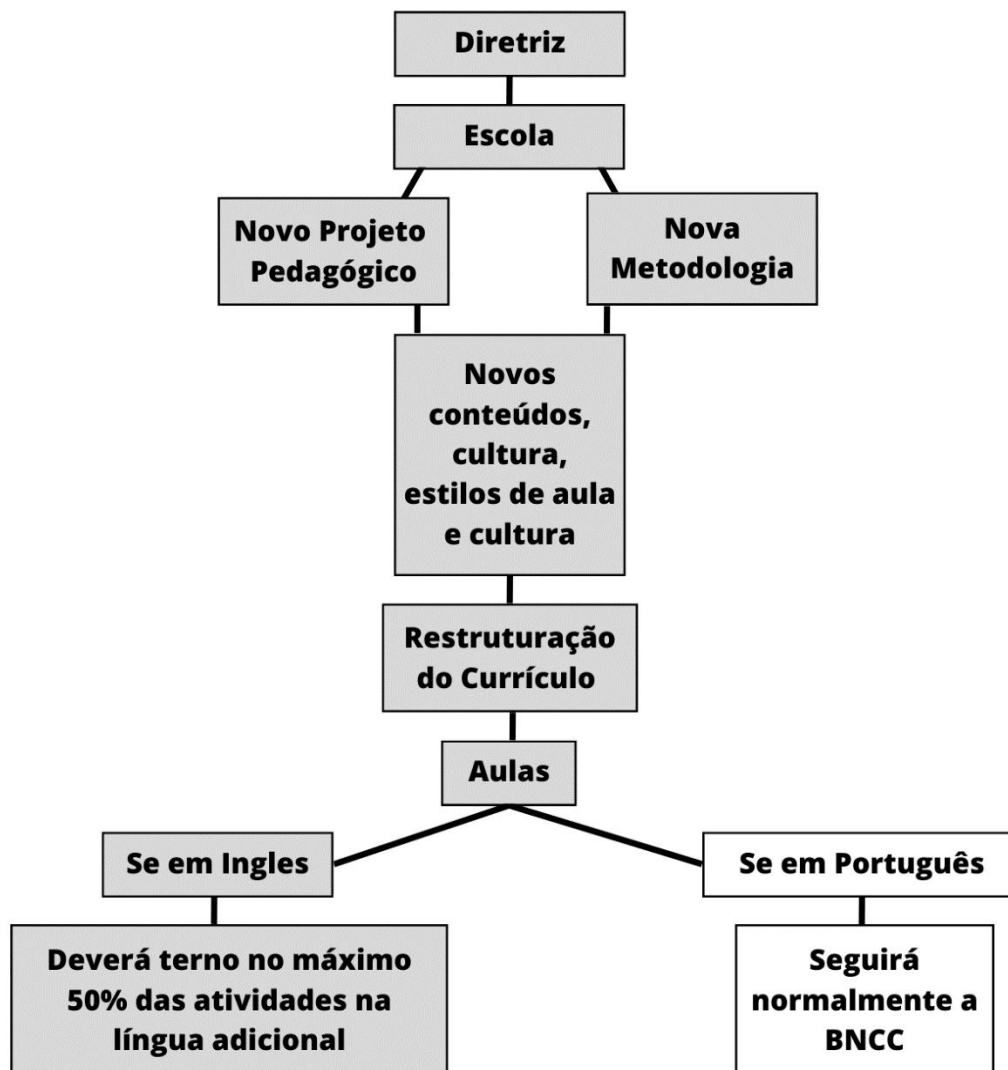 Diretriz
Escola
Novo Projeto
Pedagógico
Nova
Metodologia
Novos
conteúdos,
cultura,
estilos de aula
e cultura
Restruturação
do Currículo
Aulas
Se em Ingles
Se em Português
Deverá terno no máximo
50% das atividades na
língua adicional
Seguirá
normalmente a
BNCC